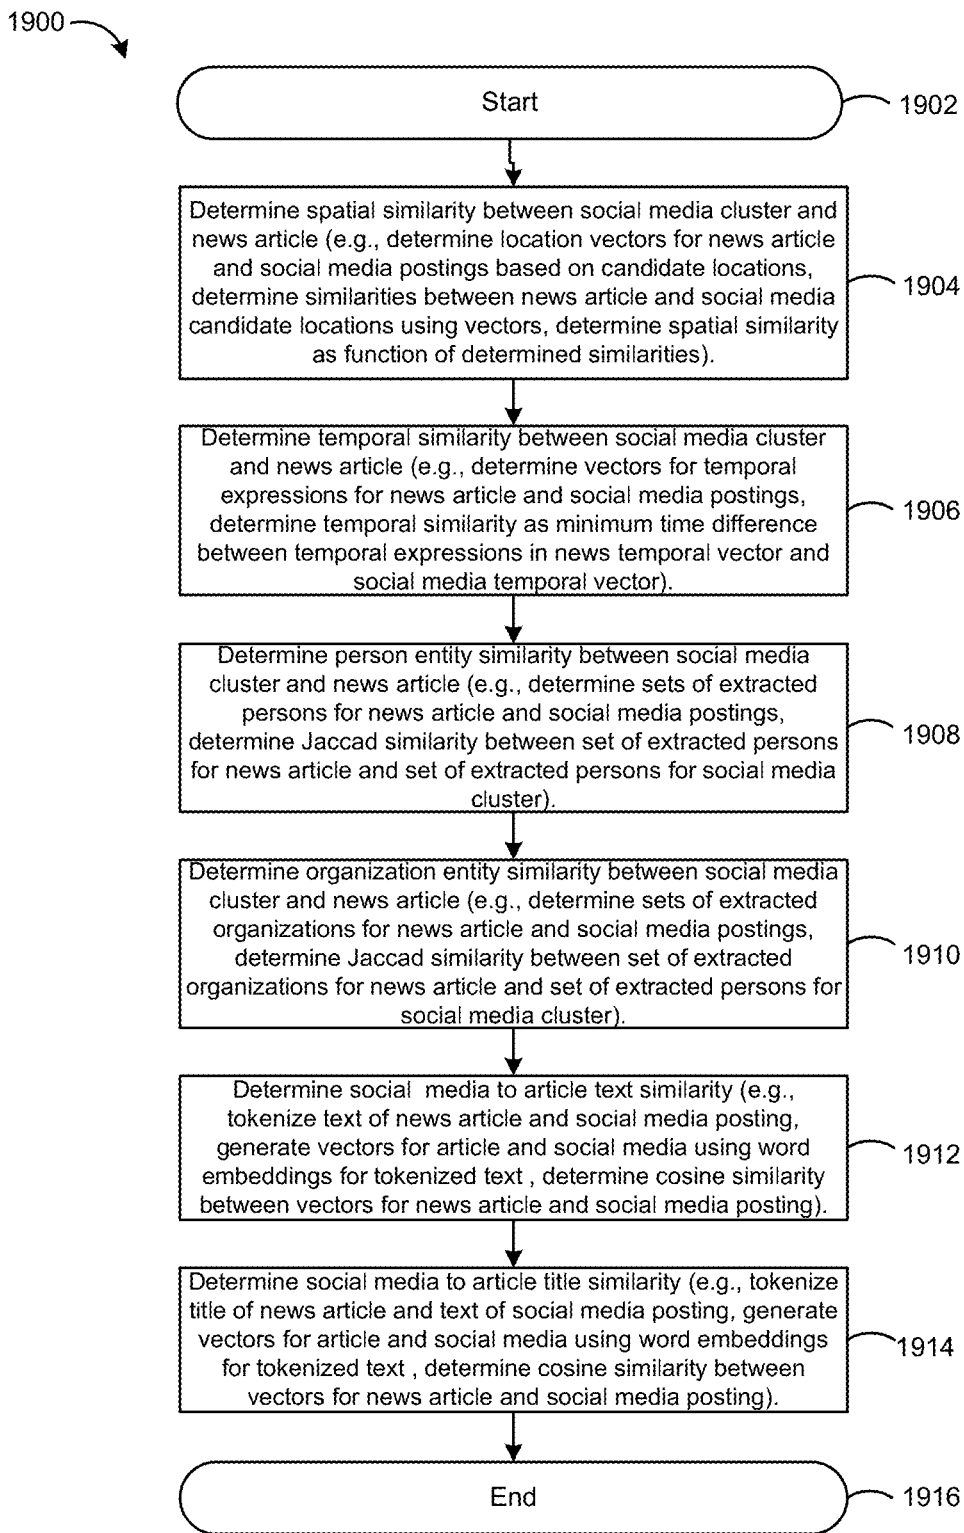 1900
Start
1902
Determine spatial similarity between social media cluster and
news article (e.g., determine location vectors for news article
and social media postings based on candidate locations,
determine similarities between news article and social media
candidate locations using vectors, determine spatial similarity
as function of determined similarities).
1904
Determine temporal similarity between social media cluster
and news article (e.g., determine vectors for temporal
expressions for news article and social media postings,
determine temporal similarity as minimum time difference
between temporal expressions in news temporal vector and
social media temporal vector).
1906
Determine person entity similarity between social media
cluster and news article (e.g., determine sets of extracted
persons for news article and social media postings,
determine Jaccad similarity between set of extracted persons
for news article and set of extracted persons for social media
cluster).
1908
Determine organization entity similarity between social media
cluster and news article (e.g., determine sets of extracted
organizations for news article and social media postings,
determine Jaccad similarity between set of extracted
organizations for news article and set of extracted persons for
social media cluster).
1910
Determine social media to article text similarity (e.g.,
tokenize text of news article and social media posting,
generate vectors for article and social media using word
embeddings for tokenized text , determine cosine similarity
between vectors for news article and social media posting).
1912
Determine social media to article title similarity (e.g., tokenize
title of news article and text of social media posting, generate
vectors for article and social media using word embeddings
for tokenized text , determine cosine similarity between
vectors for news article and social media posting).
1914
End
1916